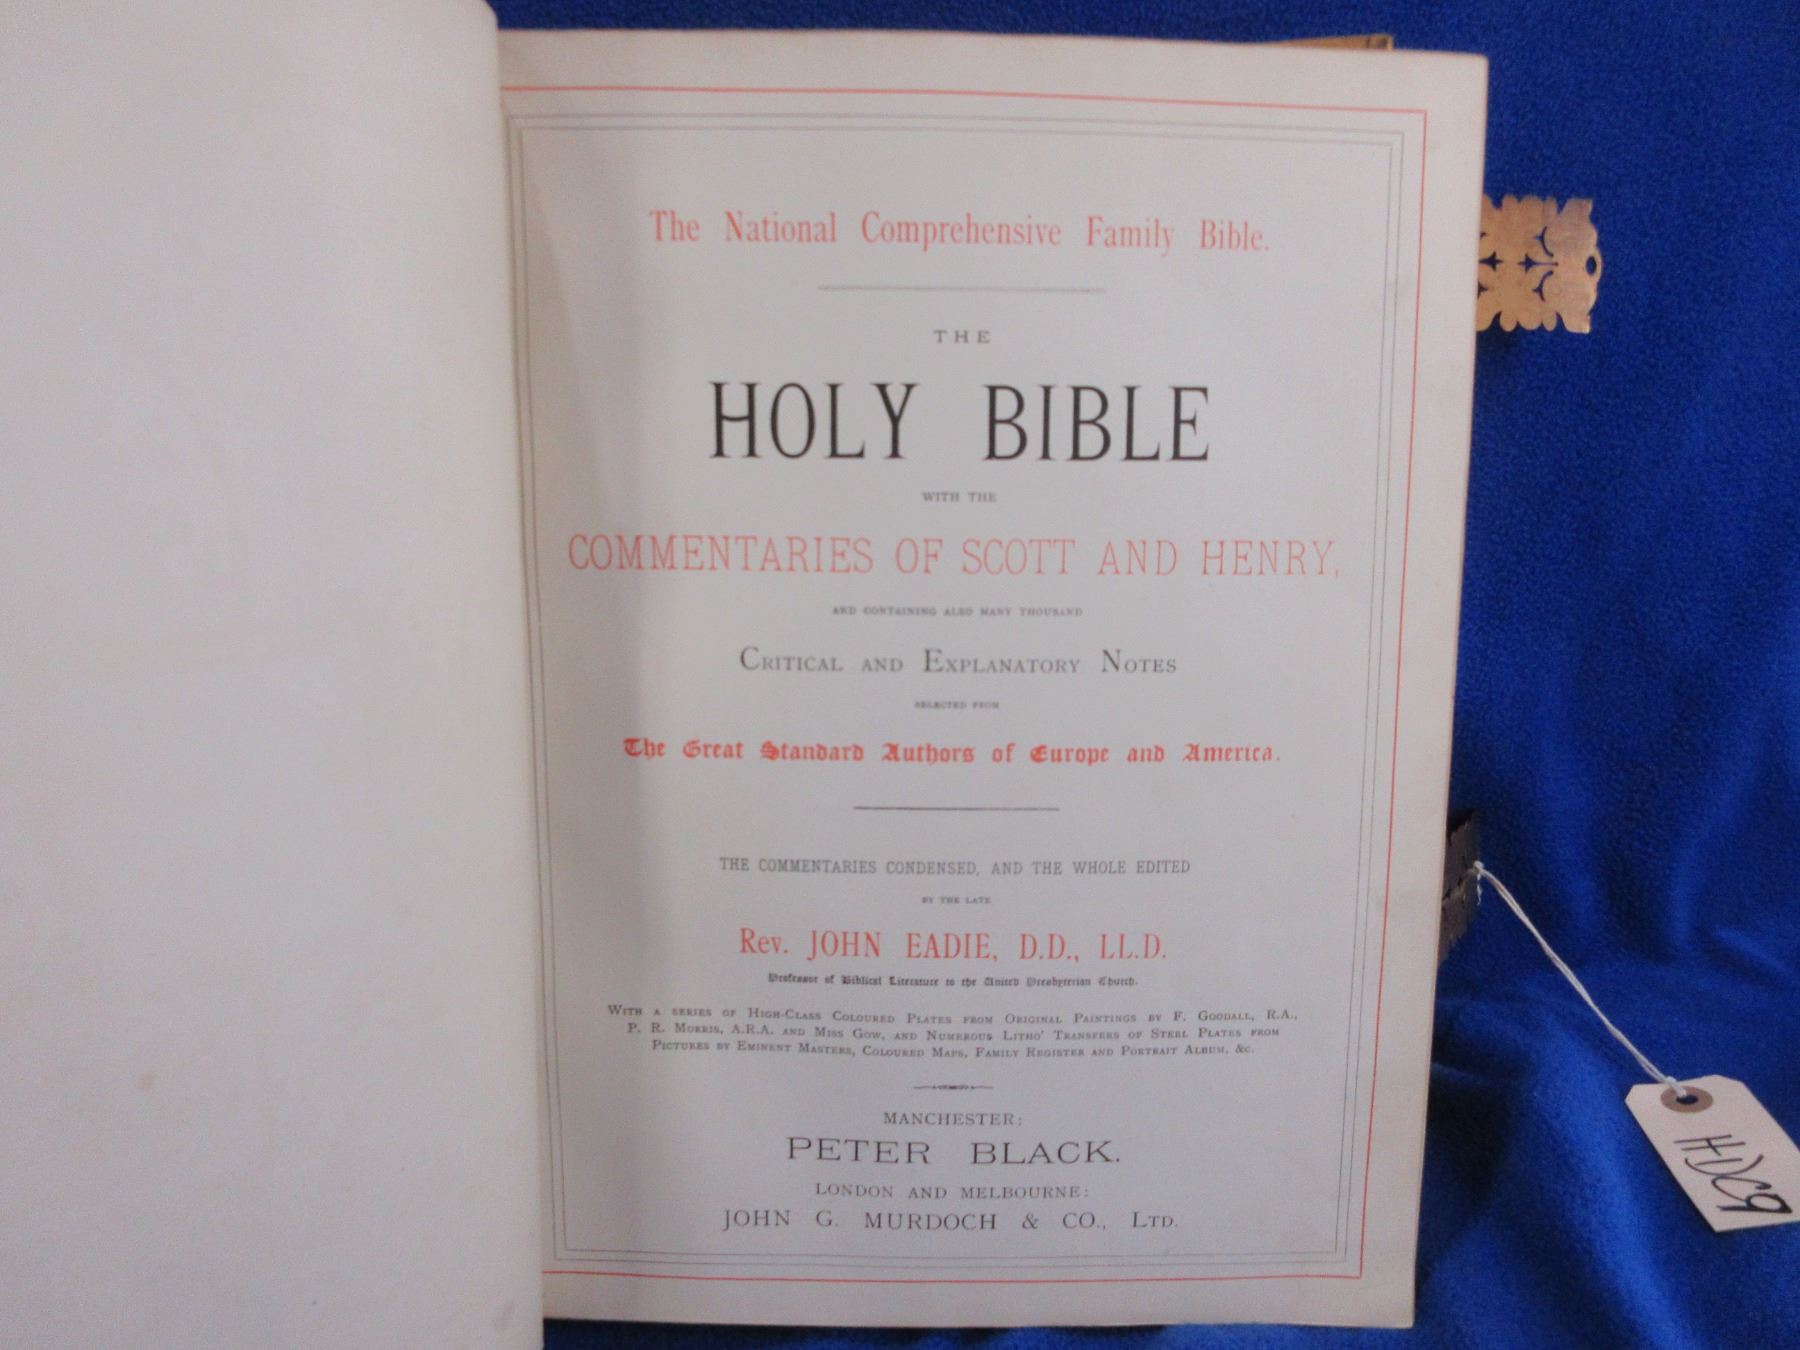 The National Comprehensive Family Bible.
THE
HOLY BIBLE
WITH THE
COMMENTARIES OF SCOTT AND HENRY,
AND CONTAINING ALSO MANY THOUSAND
CRITICAL AND EXPLANATORY NOTES
SELECTED FROM
The Great Standard Authors of Europe and America.
THE COMMENTARIES CONDENSED, AND THE WHOLE EDITED
BY THE LATE
Rev. JOHN EADIE, D.D., LL.D.
Professor of Biblical Literature to the United Presbyterian Church.
WITH A SERIES OF HIGH-CLASS COLOURED PLATES FROM ORIGINAL PAINTINGS BY F. GOODALL, R.A.,
P. R. MORRIS, A.R.A. AND MISS GOW, AND NUMEROUS LITHO' TRANSFERS OF STEEL PLATES FROM
PICTURES BY EMINENT MASTERS, COLOURED MAPS, FAMILY REGISTER AND PORTRAIT ALBUM, &c.
MANCHESTER:
PETER BLACK.
LONDON AND MELBOURNE:
JOHN G. MURDOCH & CO., LTD.